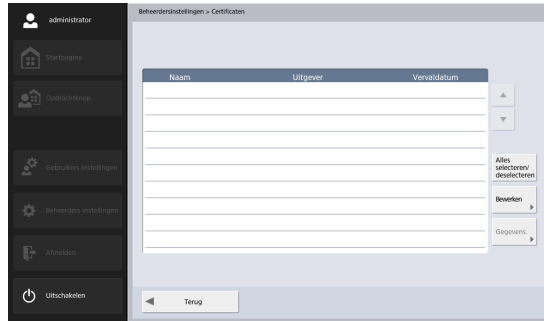 administrator
Beheerdersinstellingen > Certificaten
Startpagina
Opdrachtknop
Gebruikers instellingen
Beheerders instellingen
Afmelden
Uitschakelen
Naam Uitgever Vervaldatum
Alles
selecteren/
deselecteren
Bewerken
Gegevens.
Terug